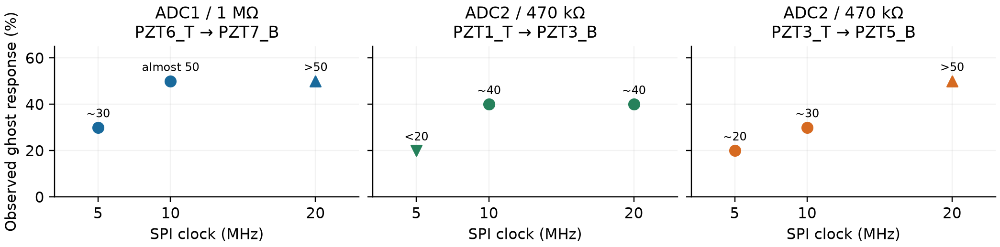 ADC1 / 1 MΩ
PZT6_T → PZT7_B
Observed ghost response (%)
60
40
20
0
~30
almost 50
>50
5
10
20
SPI clock (MHz)
ADC2 / 470 kΩ
PZT1_T → PZT3_B
<20
~40
~40
5
10
20
SPI clock (MHz)
ADC2 / 470 kΩ
PZT3_T → PZT5_B
~20
~30
>50
5
10
20
SPI clock (MHz)